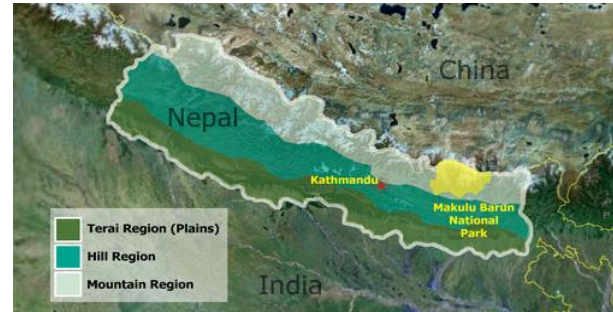 China
Nepal
Kathmandu
Makulu Barun
National
Park
Terai Region (Plains)
Hill Region
Mountain Region
India